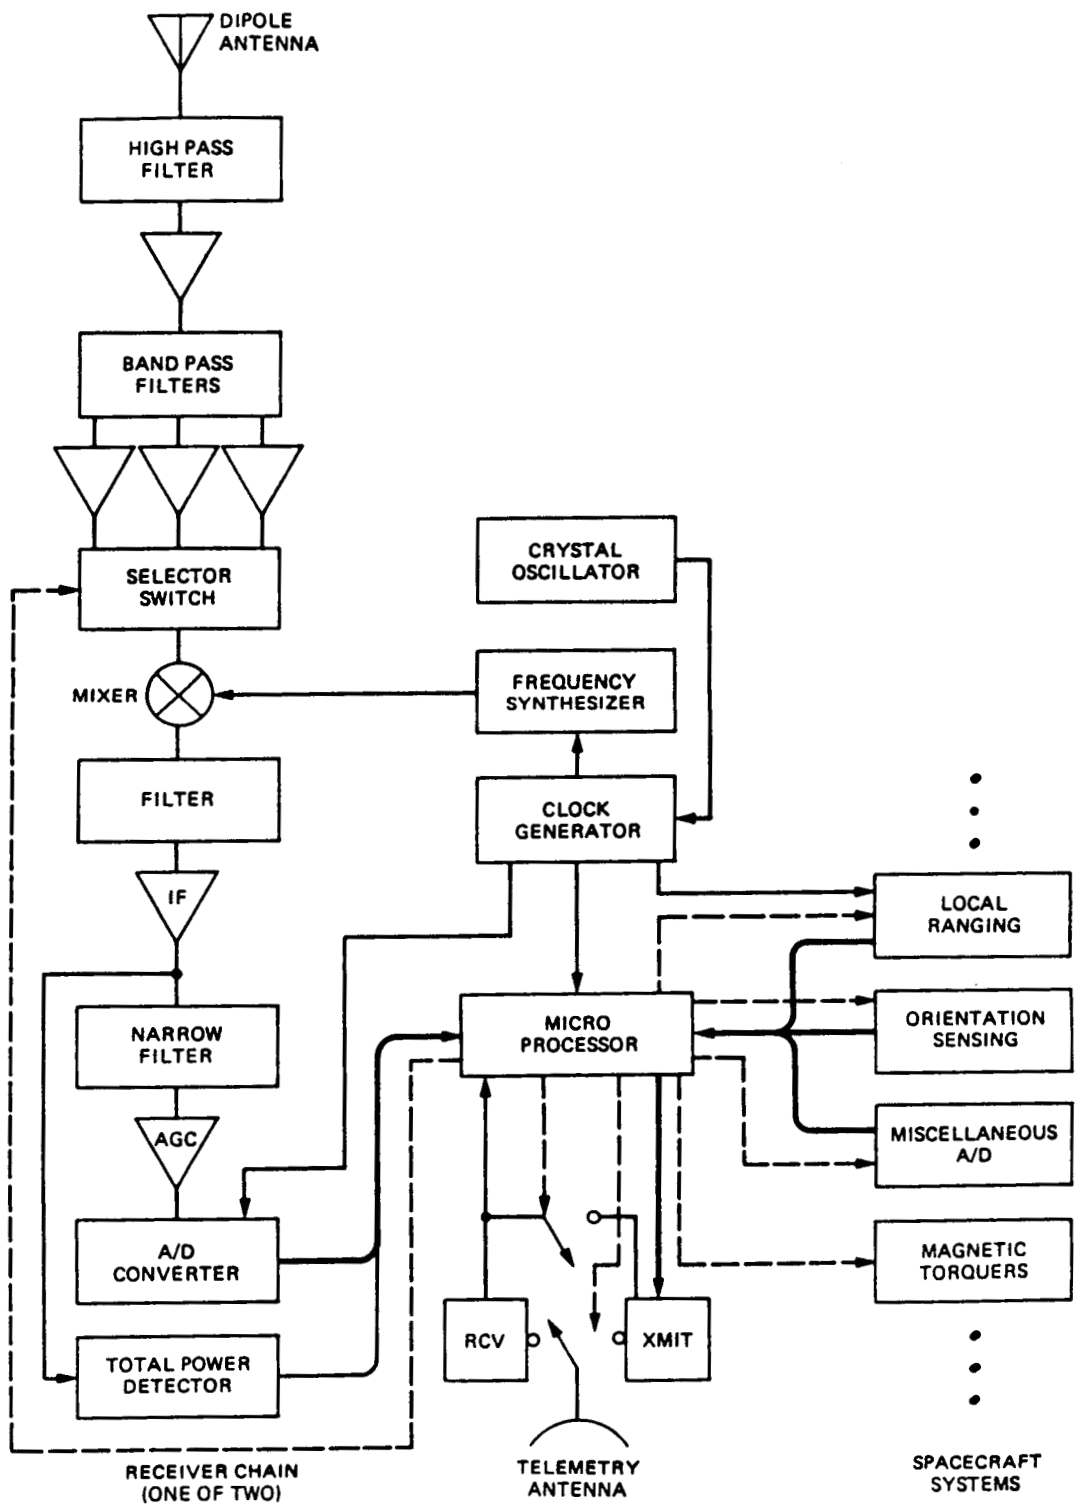 DIPOLE
ANTENNA
HIGH PASS
FILTER
BAND PASS
FILTERS
SELECTOR
SWITCH
MIXER
FILTER
IF
NARROW
FILTER
AGC
A/D
CONVERTER
TOTAL POWER
DETECTOR
RECEIVER CHAIN
(ONE OF TWO)
CRYSTAL
OSCILLATOR
FREQUENCY
SYNTHESIZER
CLOCK
GENERATOR
MICRO
PROCESSOR
RCV
XMIT
TELEMETRY
ANTENNA
LOCAL
RANGING
ORIENTATION
SENSING
MISCELLANEOUS
A/D
MAGNETIC
TORQUERS
SPACECRAFT
SYSTEMS